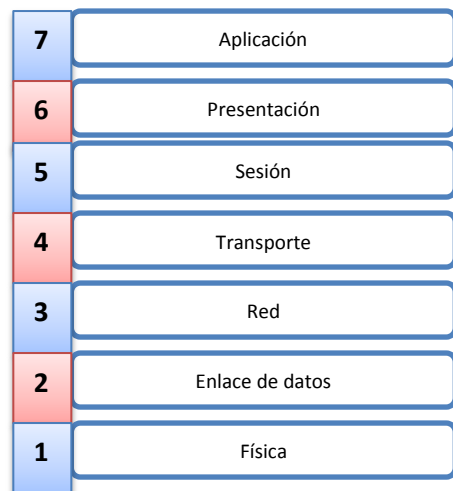 7 Aplicación
6 Presentación
5 Sesión
4 Transporte
3 Red
2 Enlace de datos
1 Física